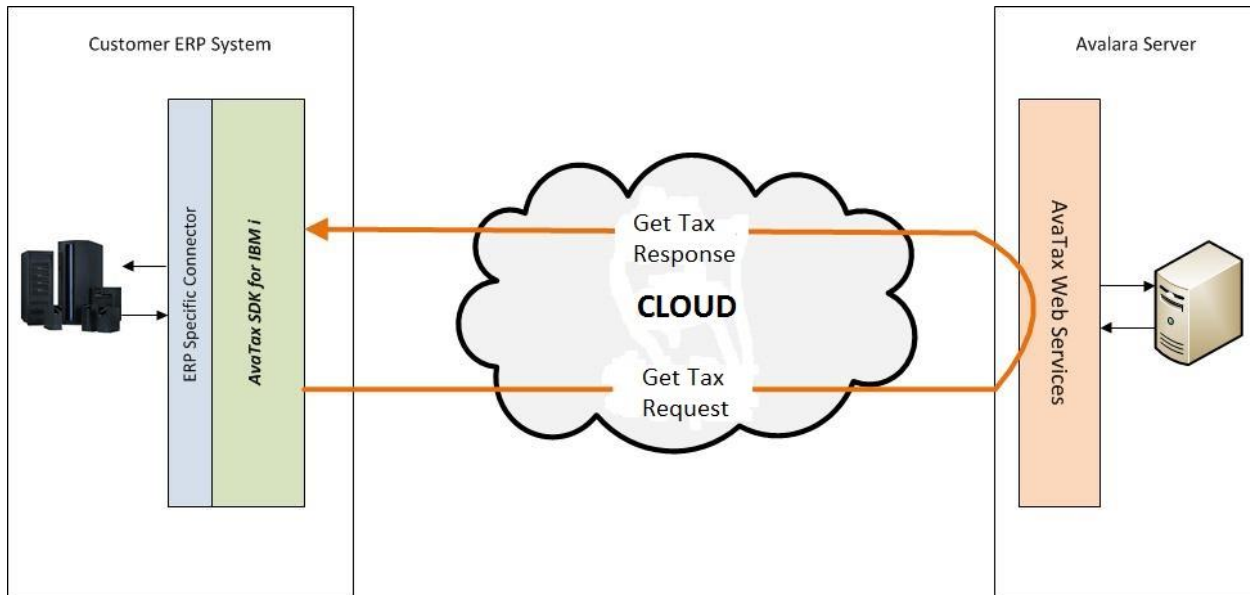 Customer ERP System
Avalara Server
ERP Specific Connector
AvaTax SDK for IBM i
Get Tax
Response
CLOUD
Get Tax
Request
AvaTax Web Services